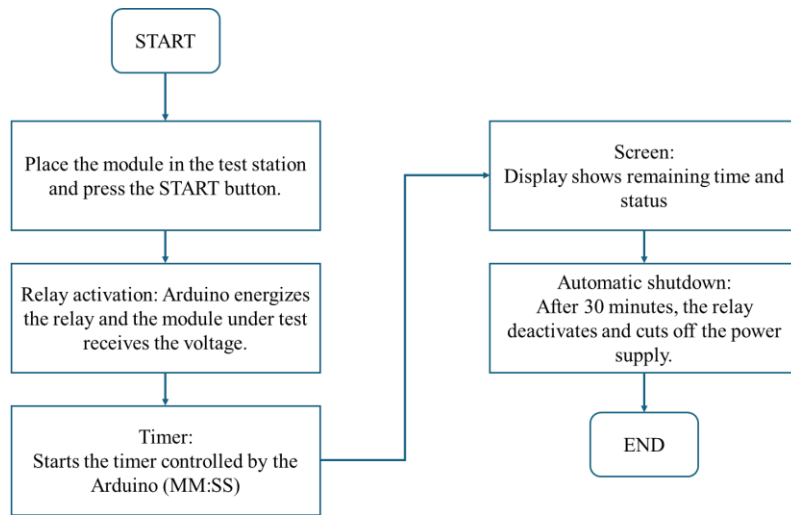 START
Place the module in the test station
and press the START button.
Relay activation: Arduino energizes
the relay and the module under test
receives the voltage.
Timer:
Starts the timer controlled by the
Arduino (MM:SS)
Screen:
Display shows remaining time and
status
Automatic shutdown:
After 30 minutes, the relay
deactivates and cuts off the power
supply.
END